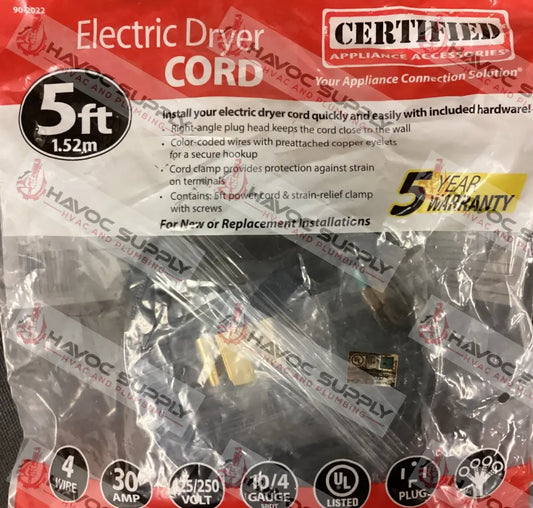 90-2022
Electric Dryer
CORD
CERTIFIED
APPLIANCE ACCESSORIES
"Your Appliance Connection Solution"
5ft
1.52m
Install your electric dryer cord quickly and easily with included hardware!
• Right-angle plug head keeps the cord close to the wall
• Color-coded wires with preattached copper eyelets
for a secure hookup
• Cord clamp provides protection against strain
on terminals
• Contains: 5ft power cord & strain-relief clamp
with screws
For New or Replacement Installations
5 YEAR
WARRANTY
HAVOC SUPPLY
HVAC AND PLUMBING
4
WIRE
30
AMP
125/250
VOLT
10/4
GAUGE
SRDT
UL
LISTED
PLUG